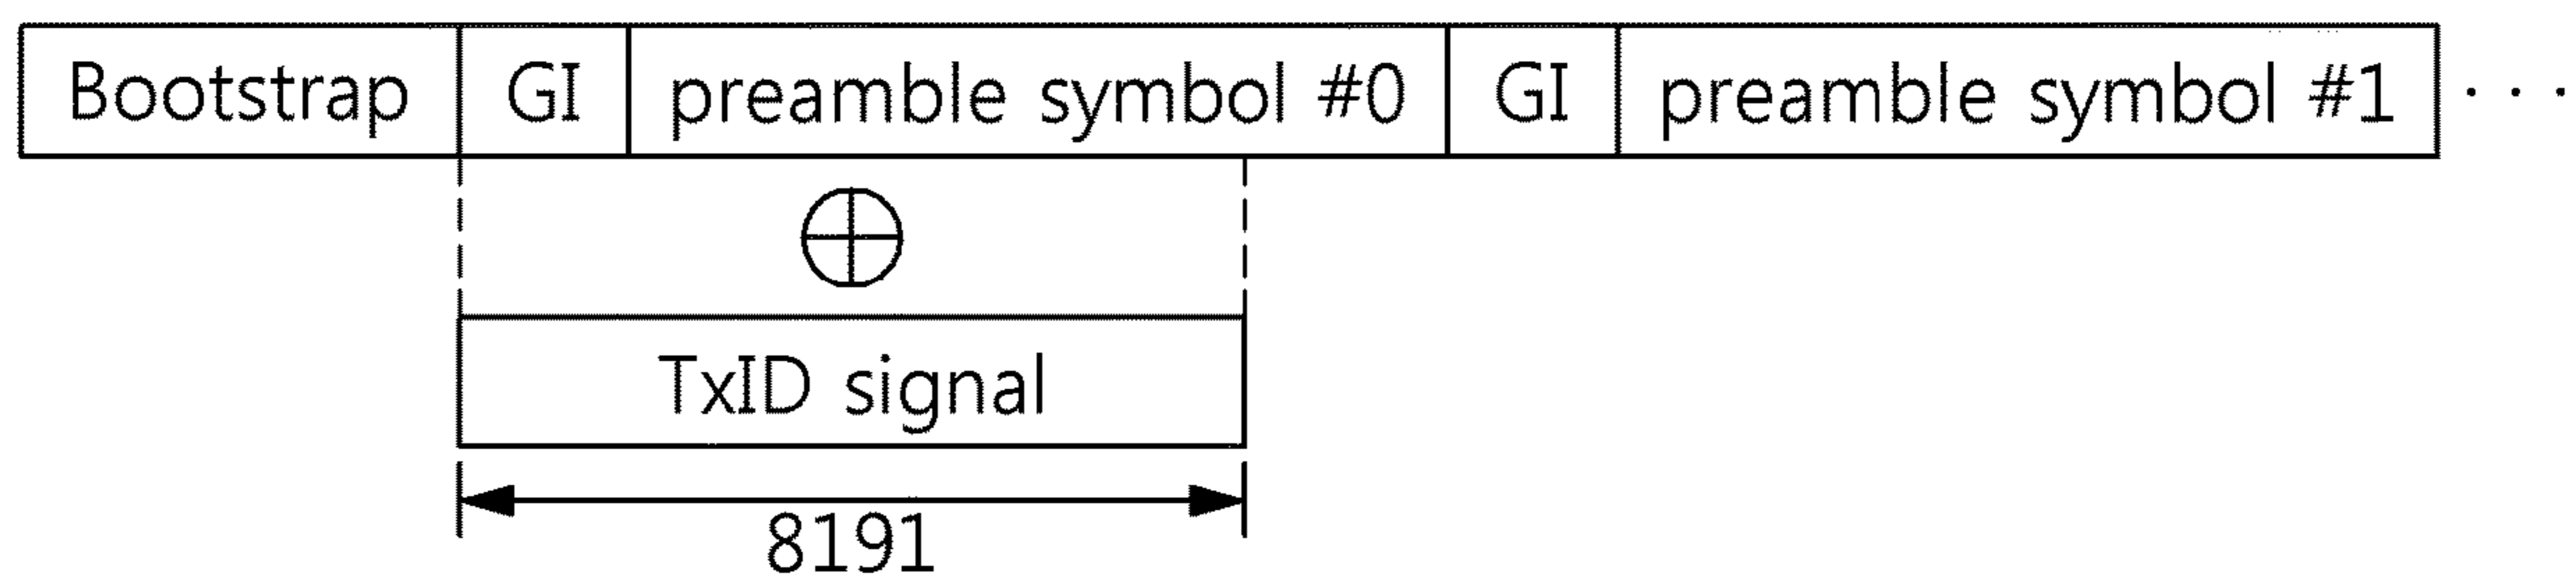 Bootstrap GI preamble symbol #0 GI preamble symbol #1 . . .
TxID signal
8191